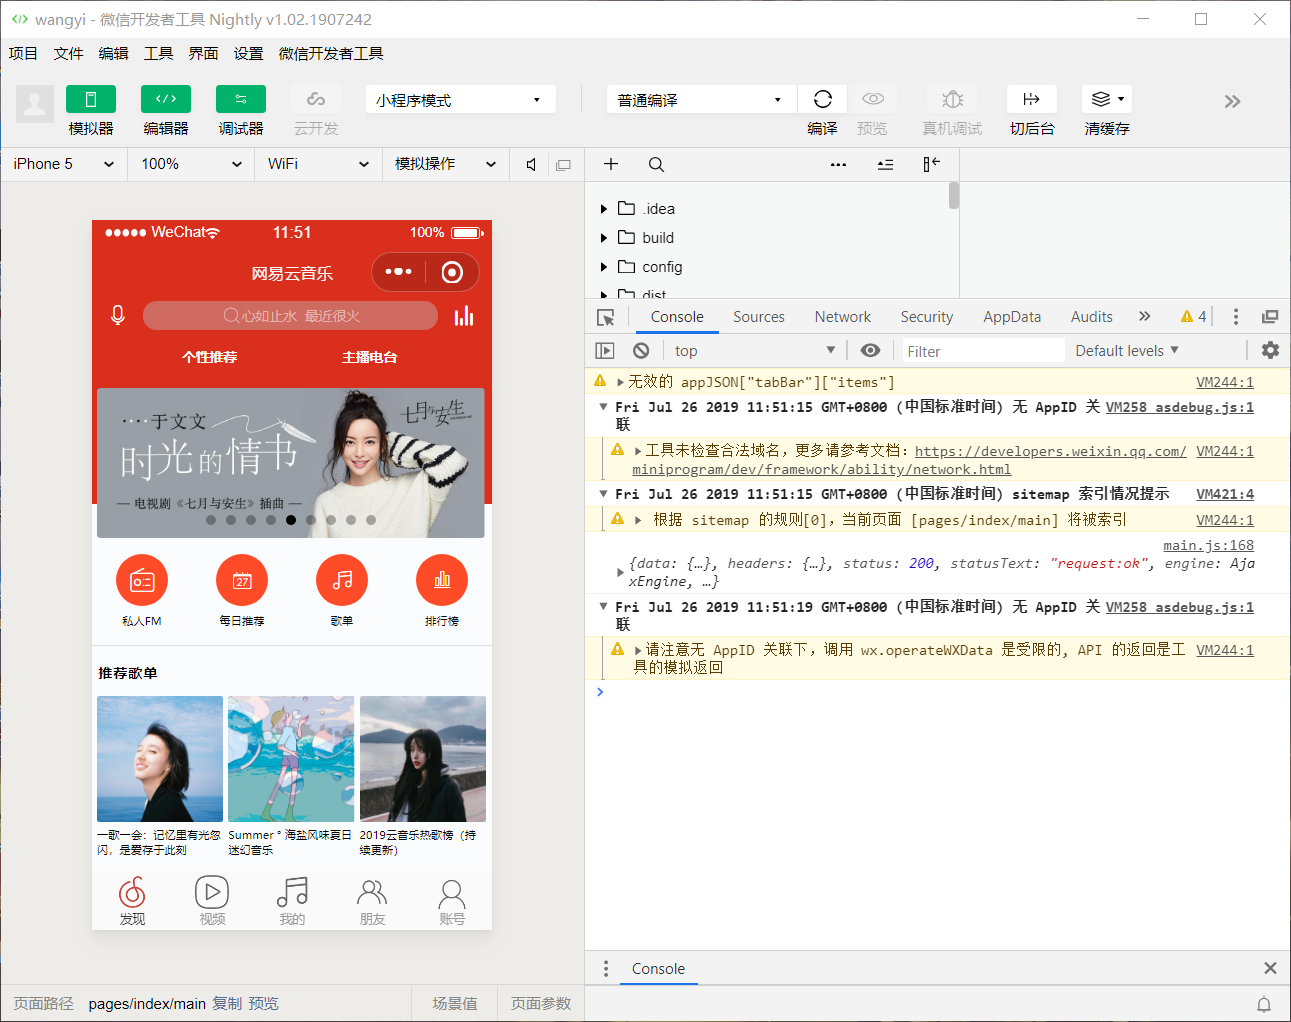 wangyi - 微信开发者工具 Nightly v1.02.1907242
项目 文件 编辑 工具 界面 设置 微信开发者工具
小程序模式 普通编译
模拟器 编辑器 调试器 云开发 编译 预览 真机调试 切后台 清缓存
iPhone 5 100% WiFi 模拟操作
.idea
build
config
dist
WeChat 11:51 100%
网易云音乐
心如止水 最近很火
个性推荐 主播电台
于文文
七月与安生
时光的情书
— 电视剧《七月与安生》插曲 —
27
私人FM 每日推荐 歌单 排行榜
推荐歌单
一歌一会：记忆里有光忽闪，是爱存于此刻
Summer ° 海盐风味夏日迷幻音乐
2019云音乐热歌榜（持续更新）
发现 视频 我的 朋友 账号
页面路径 pages/index/main 复制 预览 场景值 页面参数
Console Sources Network Security AppData Audits 4
top Filter Default levels
无效的 appJSON["tabBar"]["items"] VM244:1
Fri Jul 26 2019 11:51:15 GMT+0800 (中国标准时间) 无 AppID 关 VM258 asdebug.js:1
联
工具未检查合法域名，更多请参考文档：https://developers.weixin.qq.com/ VM244:1
miniprogram/dev/framework/ability/network.html
Fri Jul 26 2019 11:51:15 GMT+0800 (中国标准时间) sitemap 索引情况提示 VM421:4
根据 sitemap 的规则[0]，当前页面 [pages/index/main] 将被索引 VM244:1
main.js:168
{data: {…}, headers: {…}, status: 200, statusText: "request:ok", engine: Aja
xEngine, …}
Fri Jul 26 2019 11:51:19 GMT+0800 (中国标准时间) 无 AppID 关 VM258 asdebug.js:1
联
请注意无 AppID 关联下，调用 wx.operateWXData 是受限的, API 的返回是工 VM244:1
具的模拟返回
Console